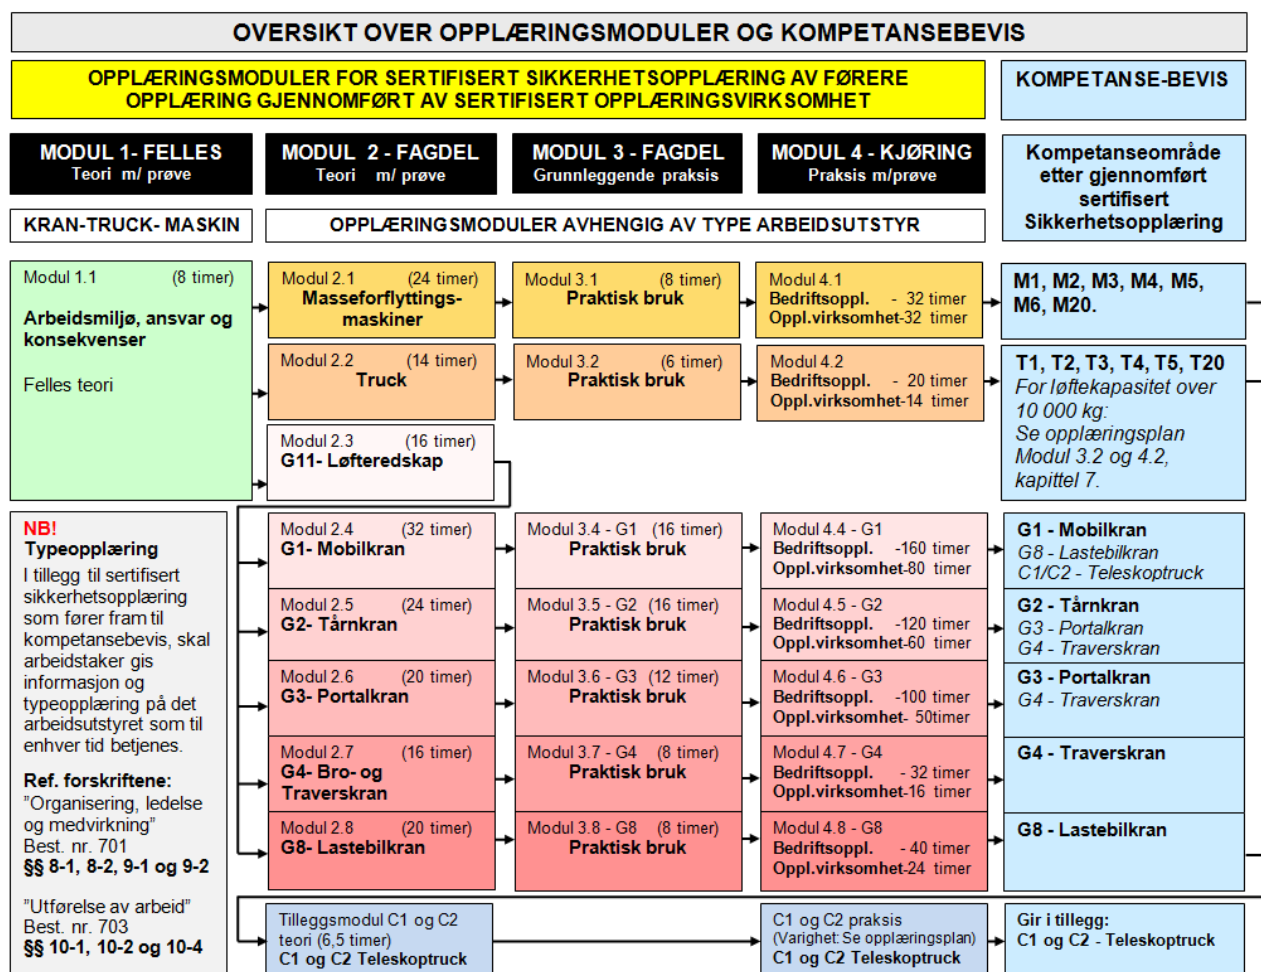 OVERSIKT OVER OPPLÆRINGSMODULER OG KOMPETANSEBEVIS
OPPLÆRINGSMODULER FOR SERTIFISERT SIKKERHETSOPPLÆRING AV FØRERE
OPPLÆRING GJENNOMFØRT AV SERTIFISERT OPPLÆRINGSVIRKSOMHET
KOMPETANSE-BEVIS
MODUL 1- FELLES
Teori m/ prøve
MODUL 2 - FAGDEL
Teori m/ prøve
MODUL 3 - FAGDEL
Grunnleggende praksis
MODUL 4 - KJØRING
Praksis m/prøve
Kompetanseområde
etter gjennomført
sertifisert
Sikkerhetsopplæring
KRAN-TRUCK- MASKIN
OPPLÆRINGSMODULER AVHENGIG AV TYPE ARBEIDSUTSTYR
Modul 1.1 (8 timer)
Arbeidsmiljø, ansvar og
konsekvenser
Felles teori
Modul 2.1 (24 timer)
Masseforflyttings-
maskiner
Modul 3.1 (8 timer)
Praktisk bruk
Modul 4.1
Bedriftsoppl. - 32 timer
Oppl.virksomhet-32 timer
M1, M2, M3, M4, M5,
M6, M20.
Modul 2.2 (14 timer)
Truck
Modul 3.2 (6 timer)
Praktisk bruk
Modul 4.2
Bedriftsoppl. - 20 timer
Oppl.virksomhet-14 timer
T1, T2, T3, T4, T5, T20
For løftekapasitet over
10 000 kg:
Se opplæringsplan
Modul 3.2 og 4.2,
kapittel 7.
Modul 2.3 (16 timer)
G11- Løfteredskap
NB!
Typeopplæring
I tillegg til sertifisert
sikkerhetsopplæring
som fører fram til
kompetansebevis, skal
arbeidstaker gis
informasjon og
typeopplæring på det
arbeidsutstyret som til
enhver tid betjenes.
Ref. forskriftene:
”Organisering, ledelse
og medvirkning”
Best. nr. 701
§§ 8-1, 8-2, 9-1 og 9-2
”Utførelse av arbeid”
Best. nr. 703
§§ 10-1, 10-2 og 10-4
Modul 2.4 (32 timer)
G1- Mobilkran
Modul 3.4 - G1 (16 timer)
Praktisk bruk
Modul 4.4 - G1
Bedriftsoppl. -160 timer
Oppl.virksomhet-80 timer
G1 - Mobilkran
G8 - Lastebilkran
C1/C2 - Teleskoptruck
Modul 2.5 (24 timer)
G2- Tårnkran
Modul 3.5 - G2 (16 timer)
Praktisk bruk
Modul 4.5 - G2
Bedriftsoppl. -120 timer
Oppl.virksomhet-60 timer
G2 - Tårnkran
G3 - Portalkran
G4 - Traverskran
Modul 2.6 (20 timer)
G3- Portalkran
Modul 3.6 - G3 (12 timer)
Praktisk bruk
Modul 4.6 - G3
Bedriftsoppl. -100 timer
Oppl.virksomhet- 50timer
G3 - Portalkran
G4 - Traverskran
Modul 2.7 (16 timer)
G4- Bro- og
Traverskran
Modul 3.7 - G4 (8 timer)
Praktisk bruk
Modul 4.7 - G4
Bedriftsoppl. - 32 timer
Oppl.virksomhet-16 timer
G4 - Traverskran
Modul 2.8 (20 timer)
G8- Lastebilkran
Modul 3.8 - G8 (8 timer)
Praktisk bruk
Modul 4.8 - G8
Bedriftsoppl. - 40 timer
Oppl.virksomhet-24 timer
G8 - Lastebilkran
Tilleggsmodul C1 og C2
teori (6,5 timer)
C1 og C2 Teleskoptruck
C1 og C2 praksis
(Varighet: Se opplæringsplan)
C1 og C2 Teleskoptruck
Gir i tillegg:
C1 og C2 - Teleskoptruck